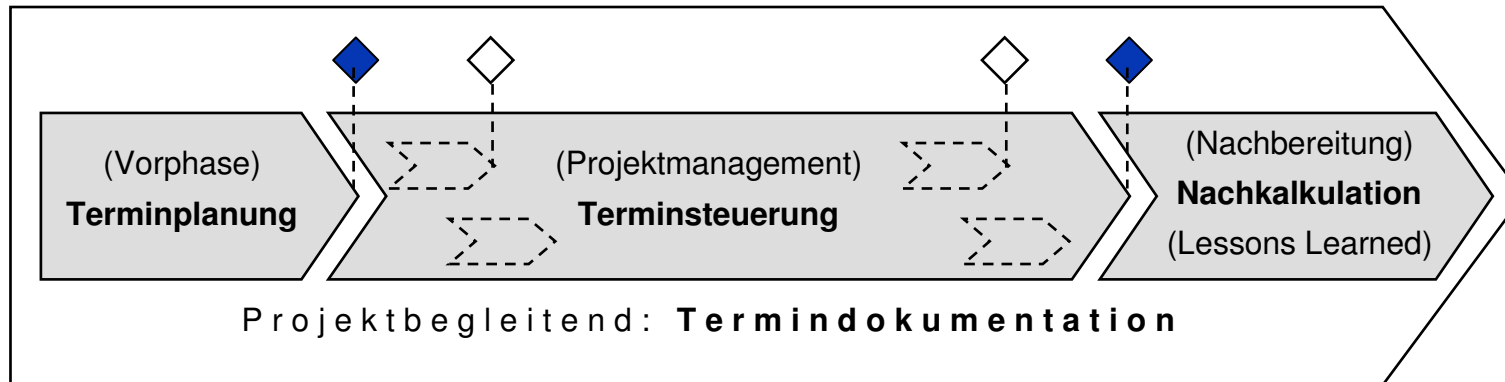 (Vorphase)
Terminplanung
(Projektmanagement)
Terminsteuerung
(Nachbereitung)
Nachkalkulation
(Lessons Learned)
Projektbegleitend: Termindokumentation